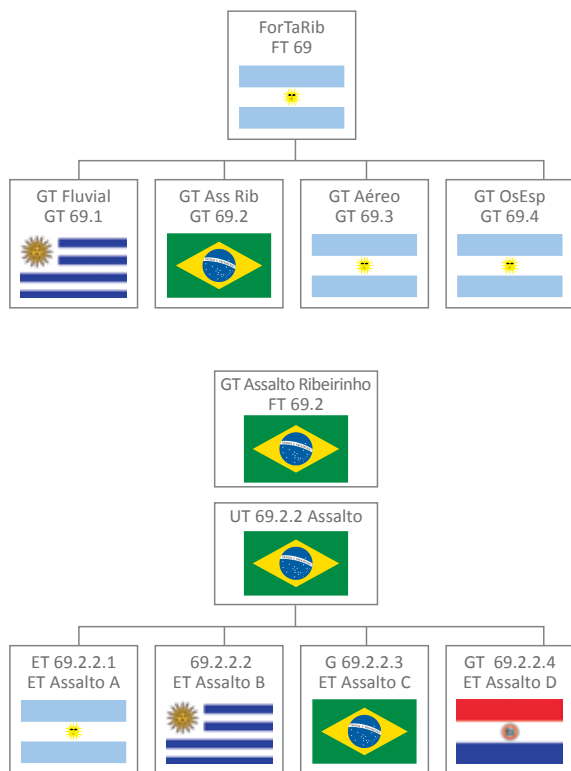 ForTaRib
FT 69
GT Fluvial
GT 69.1
GT Ass Rib
GT 69.2
GT Aéreo
GT 69.3
GT OsEsp
GT 69.4
GT Assalto Ribeirinho
FT 69.2
UT 69.2.2 Assalto
ET 69.2.2.1
ET Assalto A
69.2.2.2
ET Assalto B
G 69.2.2.3
ET Assalto C
GT 69.2.2.4
ET Assalto D